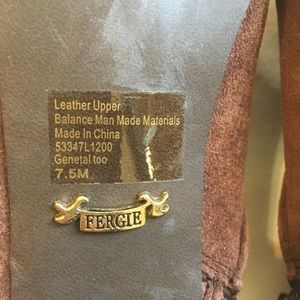 Leather Upper
Balance Man Made Materials
Made In China
53347L1200
Genetal too
7.5M
FERGIE